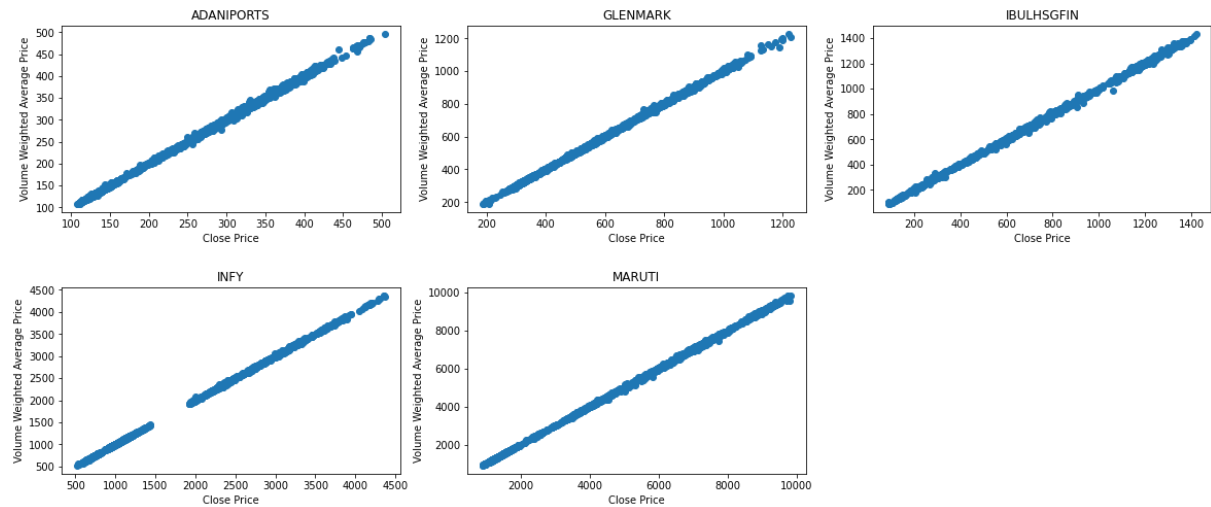 ADANIPORTS
Volume Weighted Average Price
500
450
400
350
300
250
200
150
100
100 150 200 250 300 350 400 450 500
Close Price
GLENMARK
Volume Weighted Average Price
1200
1000
800
600
400
200
200 400 600 800 1000 1200
Close Price
IBULHSGFIN
Volume Weighted Average Price
1400
1200
1000
800
600
400
200
200 400 600 800 1000 1200 1400
Close Price
INFY
Volume Weighted Average Price
4500
4000
3500
3000
2500
2000
1500
1000
500
500 1000 1500 2000 2500 3000 3500 4000 4500
Close Price
MARUTI
Volume Weighted Average Price
10000
8000
6000
4000
2000
2000 4000 6000 8000 10000
Close Price